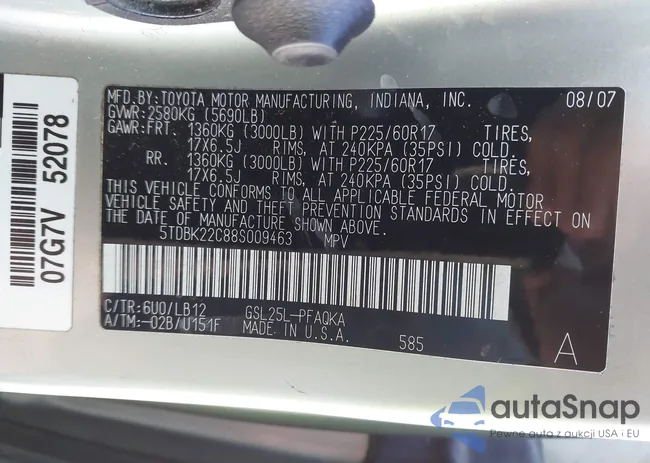 MFD.BY:TOYOTA MOTOR MANUFACTURING, INDIANA, INC. 08/07
GVWR:2580KG (5690LB)
GAWR:FRT. 1360KG (3000LB) WITH P225/60R17 TIRES,
17X6.5J RIMS, AT 240KPA (35PSI) COLD.
RR. 1360KG (3000LB) WITH P225/60R17 TIRES,
17X6.5J RIMS, AT 240KPA (35PSI) COLD.
THIS VEHICLE CONFORMS TO ALL APPLICABLE FEDERAL MOTOR
VEHICLE SAFETY AND THEFT PREVENTION STANDARDS IN EFFECT ON
THE DATE OF MANUFACTURE SHOWN ABOVE.
5TDBK22C88S009463 MPV
C/TR:6U0/LB12 GSL25L-PFAQKA
A/TM:-02B/U151F MADE IN U.S.A. 585 A
07G7V 52078
autaSnap
Pewne auto z aukcji USA i EU